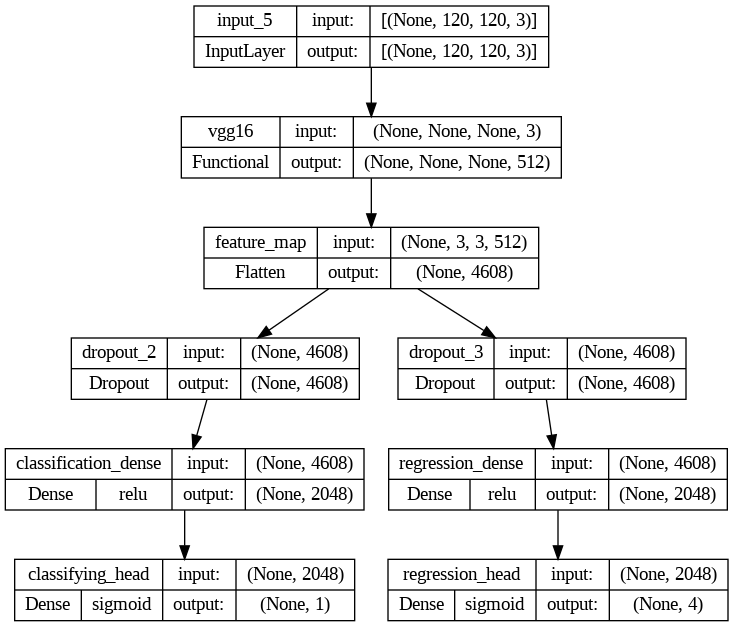 input_5 input: [(None, 120, 120, 3)]
InputLayer output: [(None, 120, 120, 3)]
vgg16 input: (None, None, None, 3)
Functional output: (None, None, None, 512)
feature_map input: (None, 3, 3, 512)
Flatten output: (None, 4608)
dropout_2 input: (None, 4608)
Dropout output: (None, 4608)
dropout_3 input: (None, 4608)
Dropout output: (None, 4608)
classification_dense input: (None, 4608)
Dense relu output: (None, 2048)
regression_dense input: (None, 4608)
Dense relu output: (None, 2048)
classifying_head input: (None, 2048)
Dense sigmoid output: (None, 1)
regression_head input: (None, 2048)
Dense sigmoid output: (None, 4)